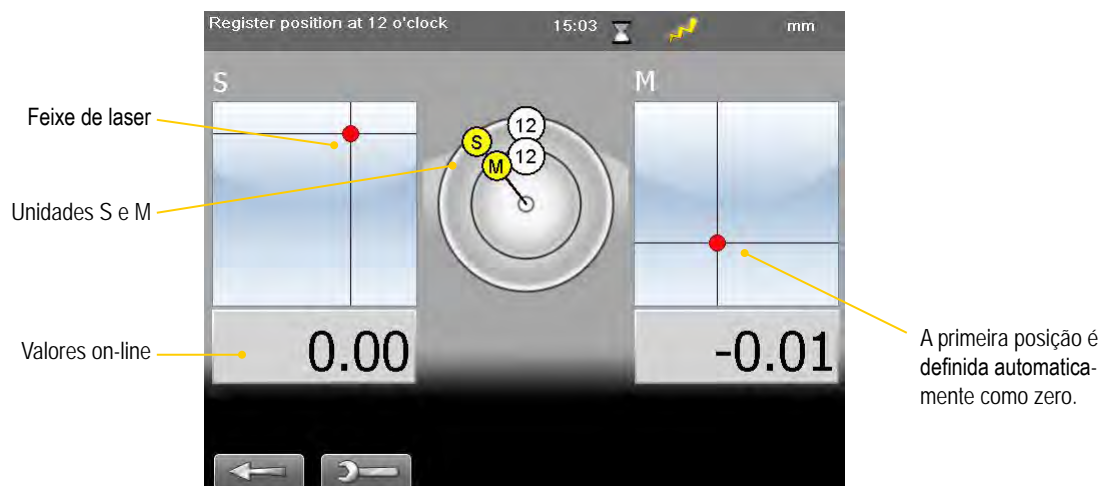 Register position at 12 o'clock 15:03 mm
S
M
Feixe de laser
12
S
12
M
Unidades S e M
Valores on-line
0.00
-0.01
A primeira posição é
definida automatica-
mente como zero.